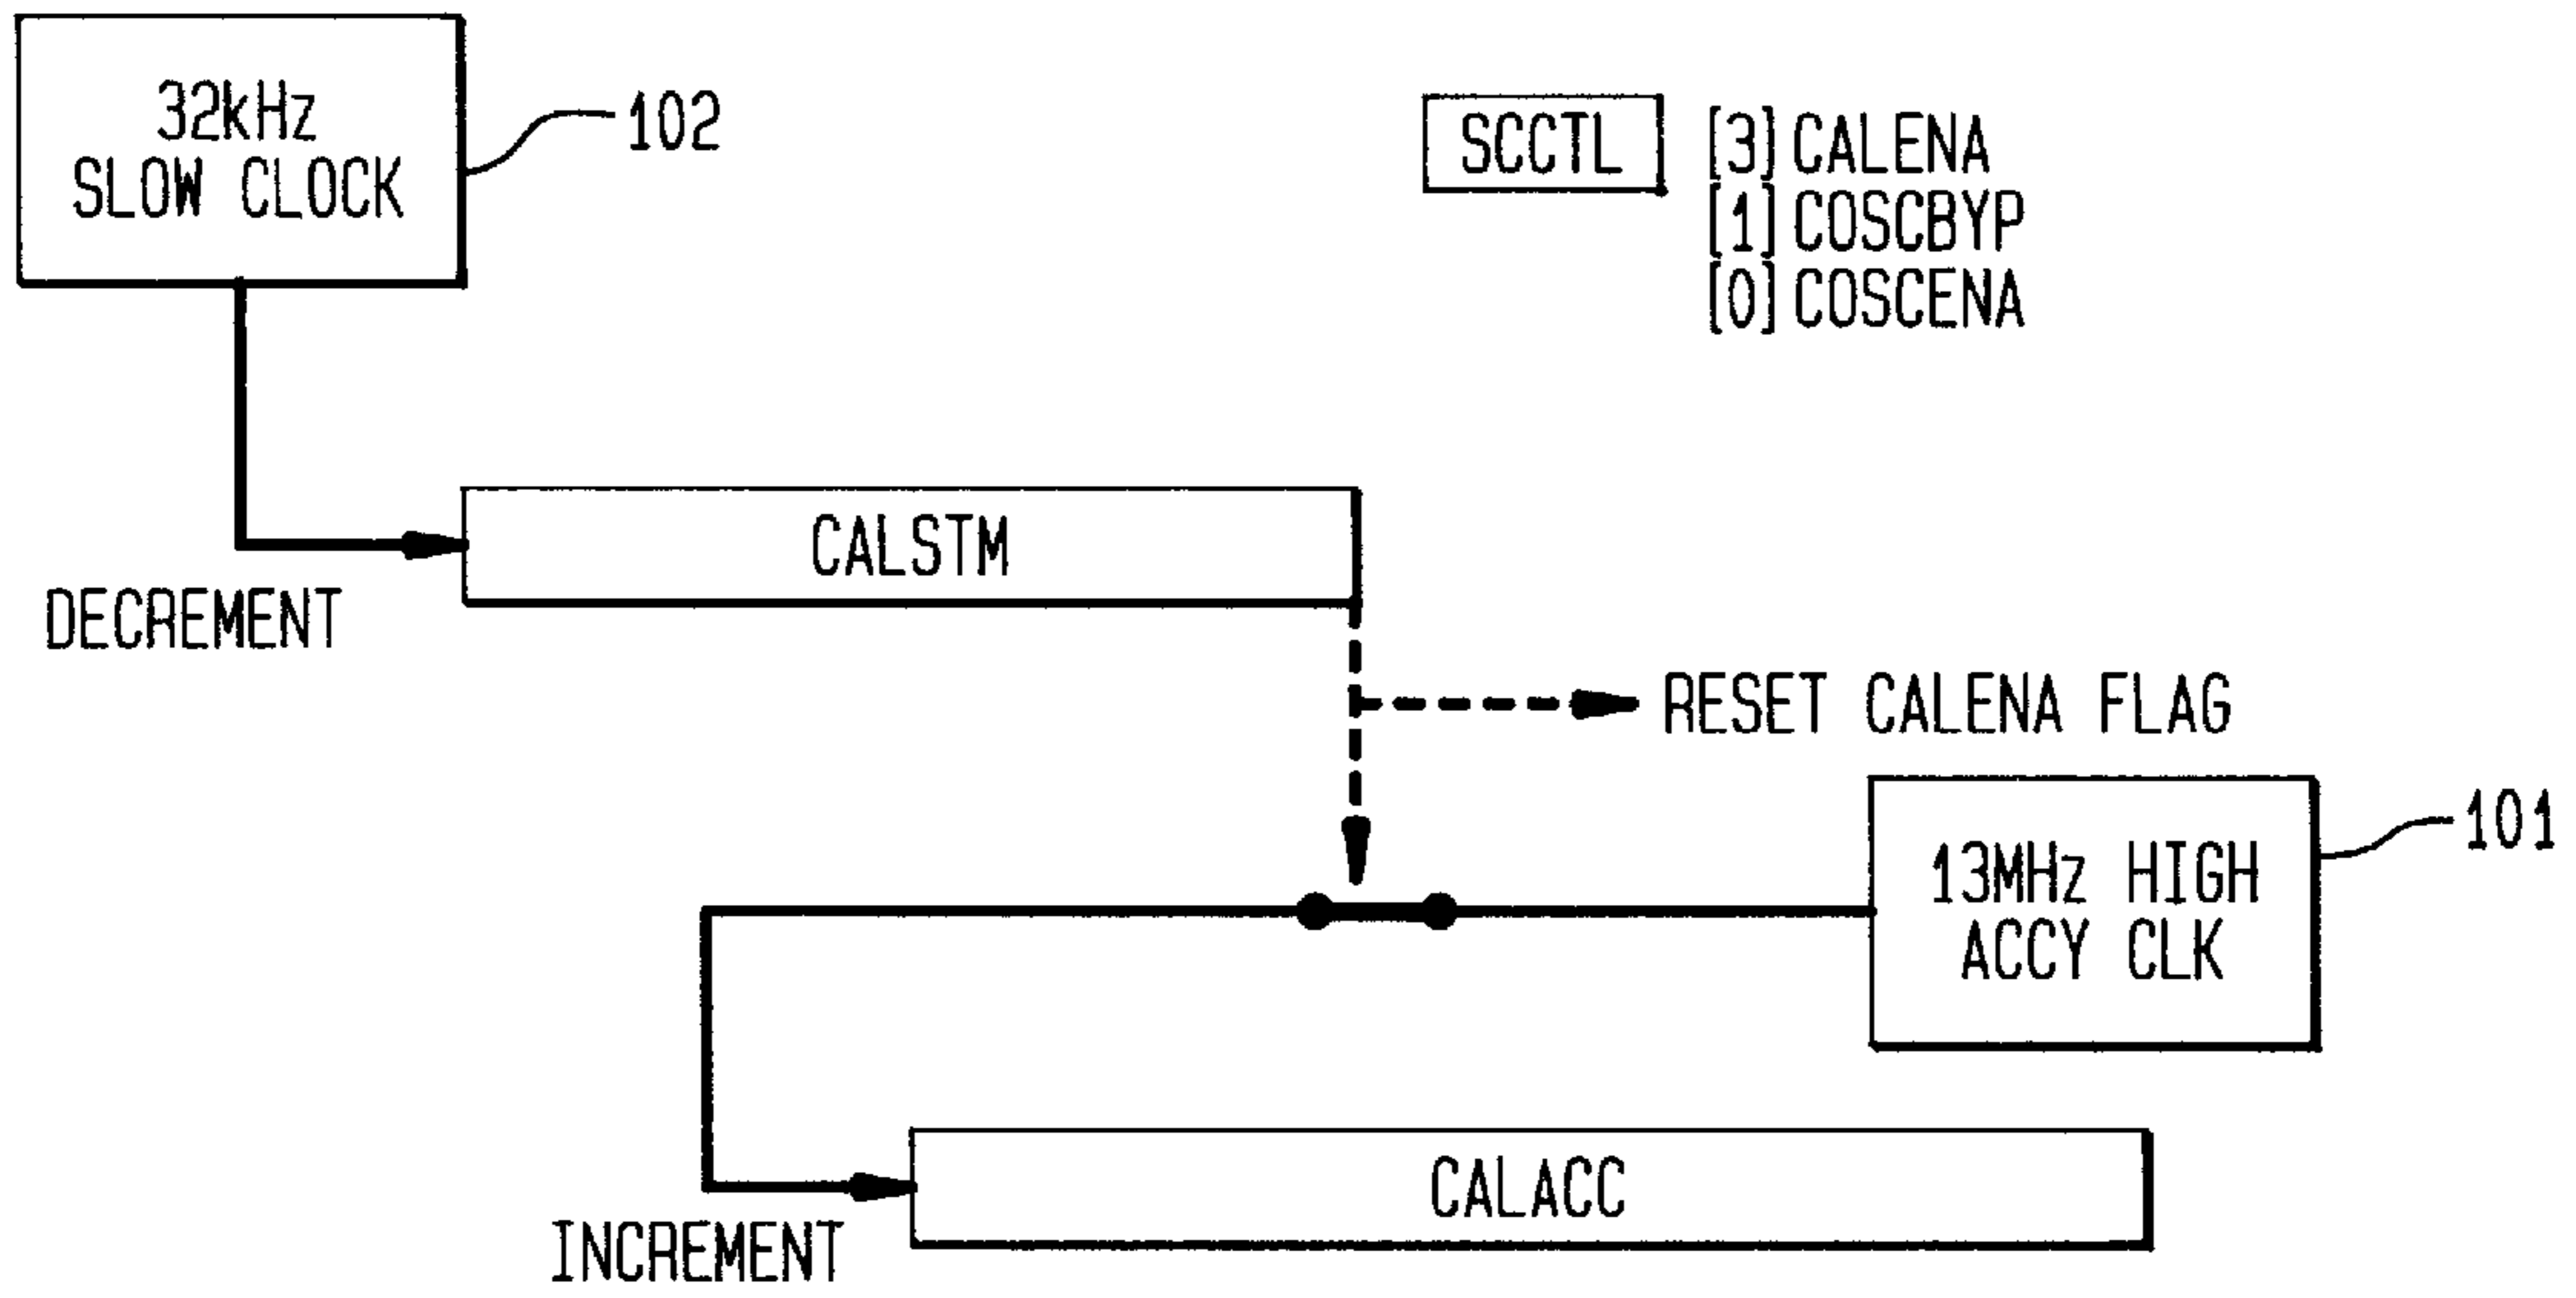 32kHz
SLOW CLOCK
102
SCCTL
[3] CALENA
[1] COSCBYP
[0] COSCENA
CALSTM
DECREMENT
RESET CALENA FLAG
101
13MHz HIGH
ACCY CLK
CALACC
INCREMENT